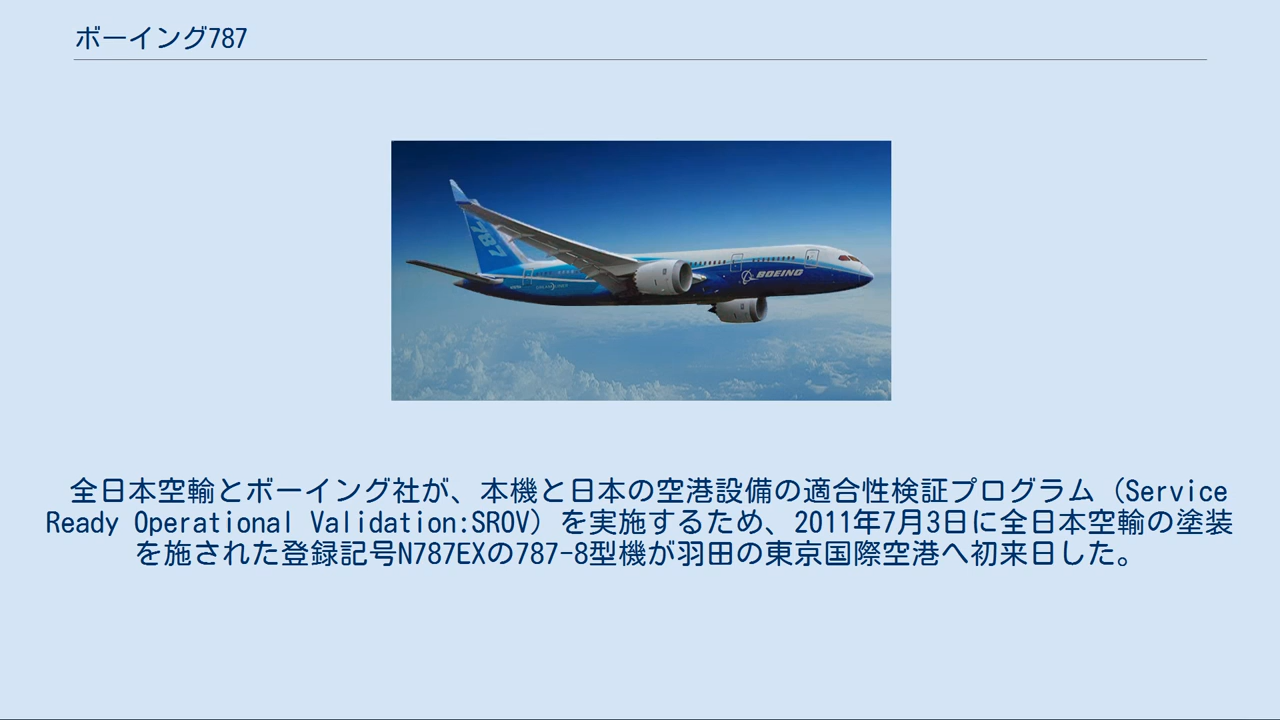 ボーイング787
787
BOEING
全日本空輸とボーイング社が、本機と日本の空港設備の適合性検証プログラム（Service
Ready Operational Validation:SROV）を実施するため、2011年7月3日に全日本空輸の塗装
を施された登録記号N787EXの787-8型機が羽田の東京国際空港へ初来日した。